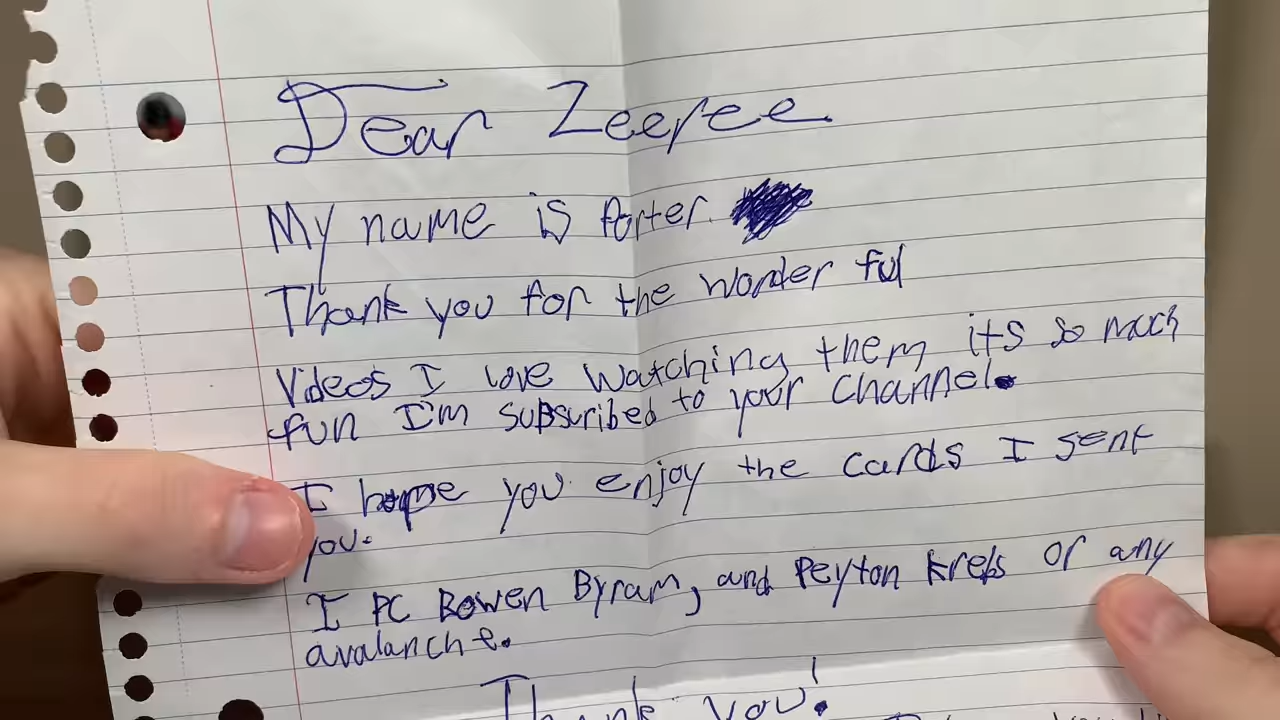 Dear Zeepee
My name is Porter.
Thank you for the wonder ful
Videos I love watching them its so much
fun I'm subscribed to your channel.
I hope you enjoy the cards I sent
you.
I PC Bowen Byram, and Peyton Krebs or any
avalanche.
Thank you!